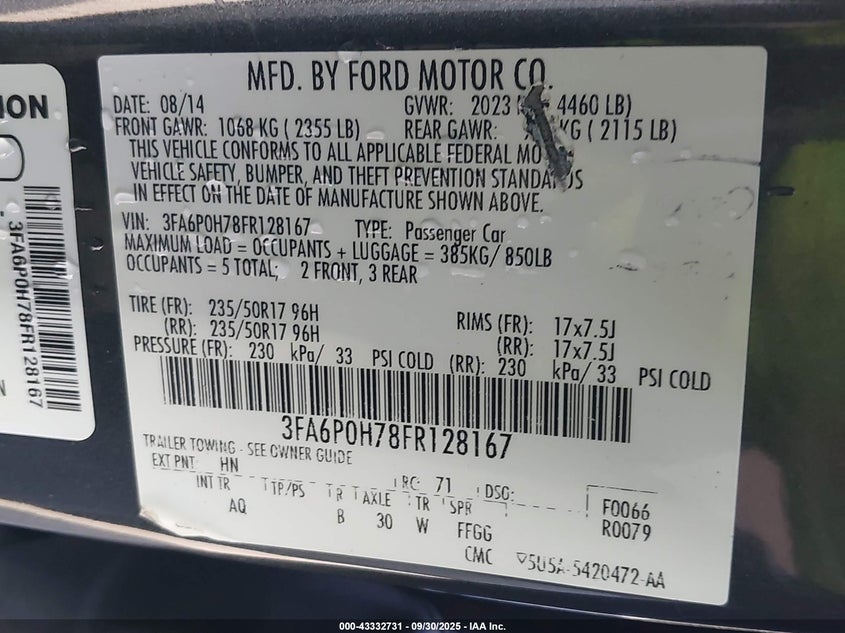 ION
3FA6P0H78FR128167
N
MFD. BY FORD MOTOR CO.
DATE: 08/14 GVWR: 2023 4460 LB)
FRONT GAWR: 1068 KG ( 2355 LB) REAR GAWR: KG ( 2115 LB)
THIS VEHICLE CONFORMS TO ALL APPLICABLE FEDERAL MO
VEHICLE SAFETY, BUMPER, AND THEFT PREVENTION STANDARDS
IN EFFECT ON THE DATE OF MANUFACTURE SHOWN ABOVE.
VIN: 3FA6P0H78FR128167 TYPE: Passenger Car
MAXIMUM LOAD = OCCUPANTS + LUGGAGE = 385KG/ 850LB
OCCUPANTS = 5 TOTAL; 2 FRONT, 3 REAR
TIRE (FR): 235/50R17 96H RIMS (FR): 17x7.5J
(RR): 235/50R17 96H (RR): 17x7.5J
PRESSURE (FR): 230 kPa/ 33 PSI COLD (RR): 230 kPa/ 33 PSI COLD
3FA6P0H78FR128167
TRAILER TOWING - SEE OWNER GUIDE
EXT PNT: HN RC: 71 DSO: F0066
INT TR TP/PS R AXLE TR SPR R0079
AQ B 30 W FFGG
CMC 5U5A-5420472-AA
000-43332731 - 09/30/2025 - IAA Inc.